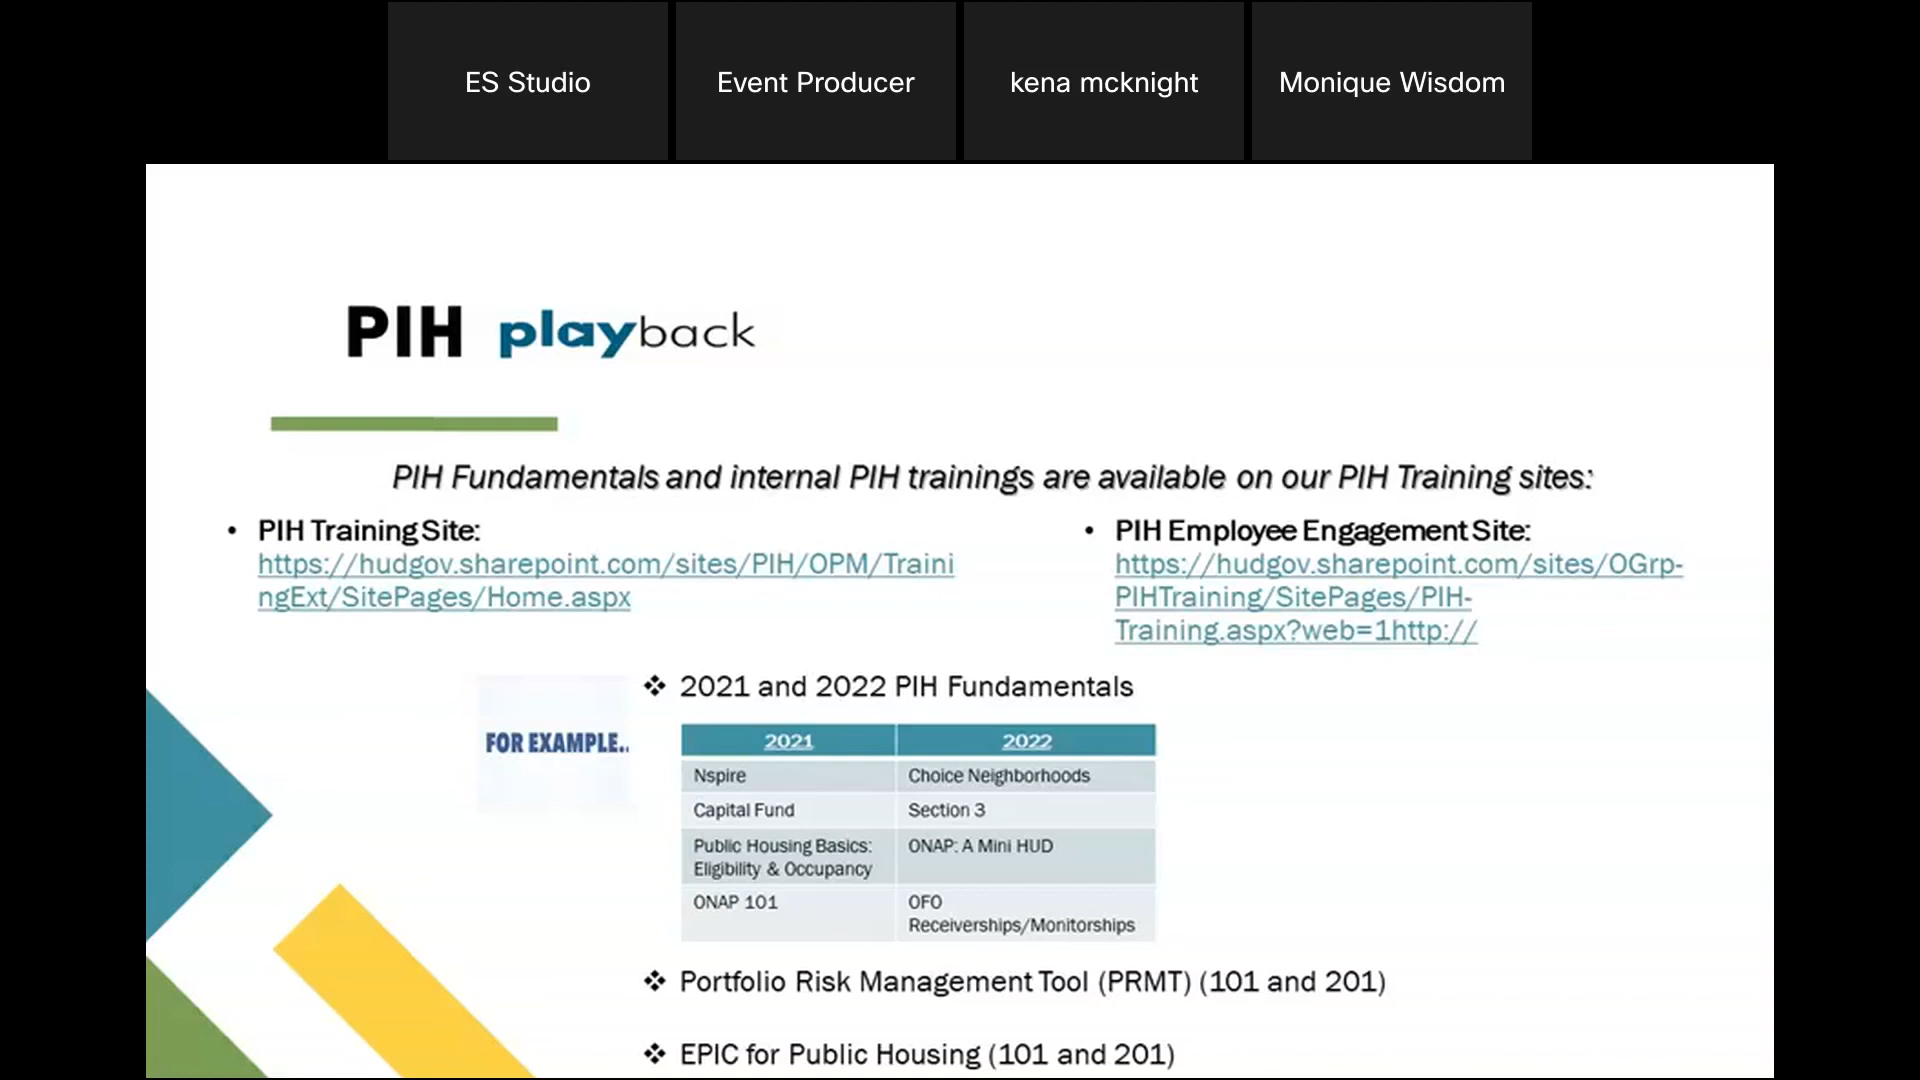 ES Studio
Event Producer
kena mcknight
Monique Wisdom
PIH playback
PIH Fundamentals and internal PIH trainings are available on our PIH Training sites:
• PIH Training Site:
https://hudgov.sharepoint.com/sites/PIH/OPM/Traini
ngExt/SitePages/Home.aspx
• PIH Employee Engagement Site:
https://hudgov.sharepoint.com/sites/OGrp-
PIHTraining/SitePages/PIH-
Training.aspx?web=1http://
❖ 2021 and 2022 PIH Fundamentals
FOR EXAMPLE..
2021
2022
Nspire
Choice Neighborhoods
Capital Fund
Section 3
Public Housing Basics:
Eligibility & Occupancy
ONAP: A Mini HUD
ONAP 101
OFO
Receiverships/Monitorships
❖ Portfolio Risk Management Tool (PRMT) (101 and 201)
❖ EPIC for Public Housing (101 and 201)